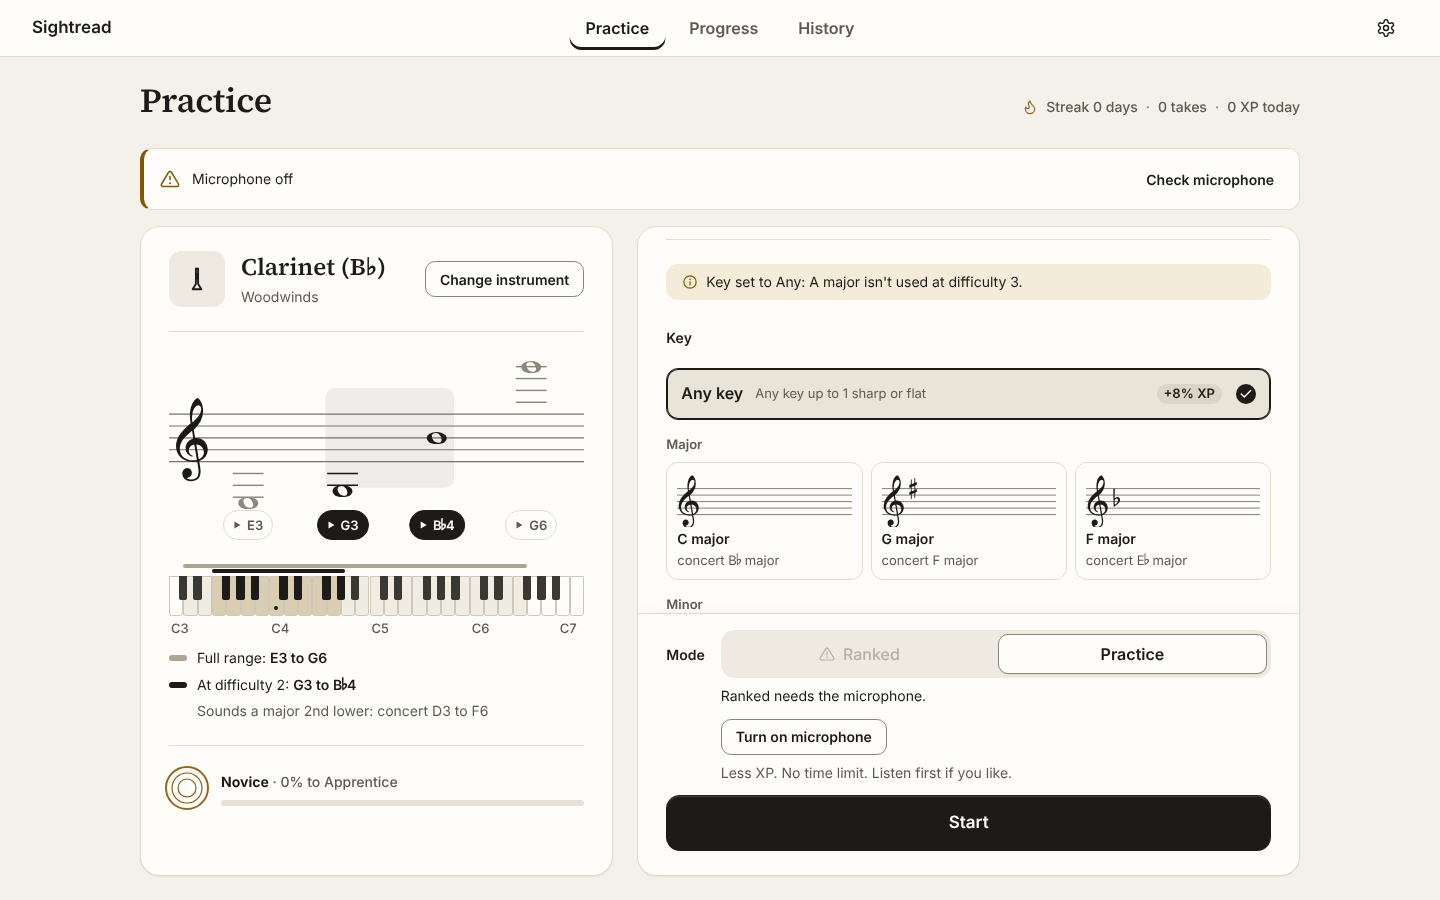 Sightread
Practice
Progress
History
Practice
Streak 0 days · 0 takes · 0 XP today
Microphone off
Check microphone
Clarinet (B♭)
Woodwinds
Change instrument
E3
G3
B♭4
G6
C3
C4
C5
C6
C7
Full range: E3 to G6
At difficulty 2: G3 to B♭4
Sounds a major 2nd lower: concert D3 to F6
Novice · 0% to Apprentice
Key set to Any: A major isn't used at difficulty 3.
Key
Any key Any key up to 1 sharp or flat +8% XP
Major
C major
concert B♭ major
G major
concert F major
F major
concert E♭ major
Minor
Mode
Ranked
Practice
Ranked needs the microphone.
Turn on microphone
Less XP. No time limit. Listen first if you like.
Start